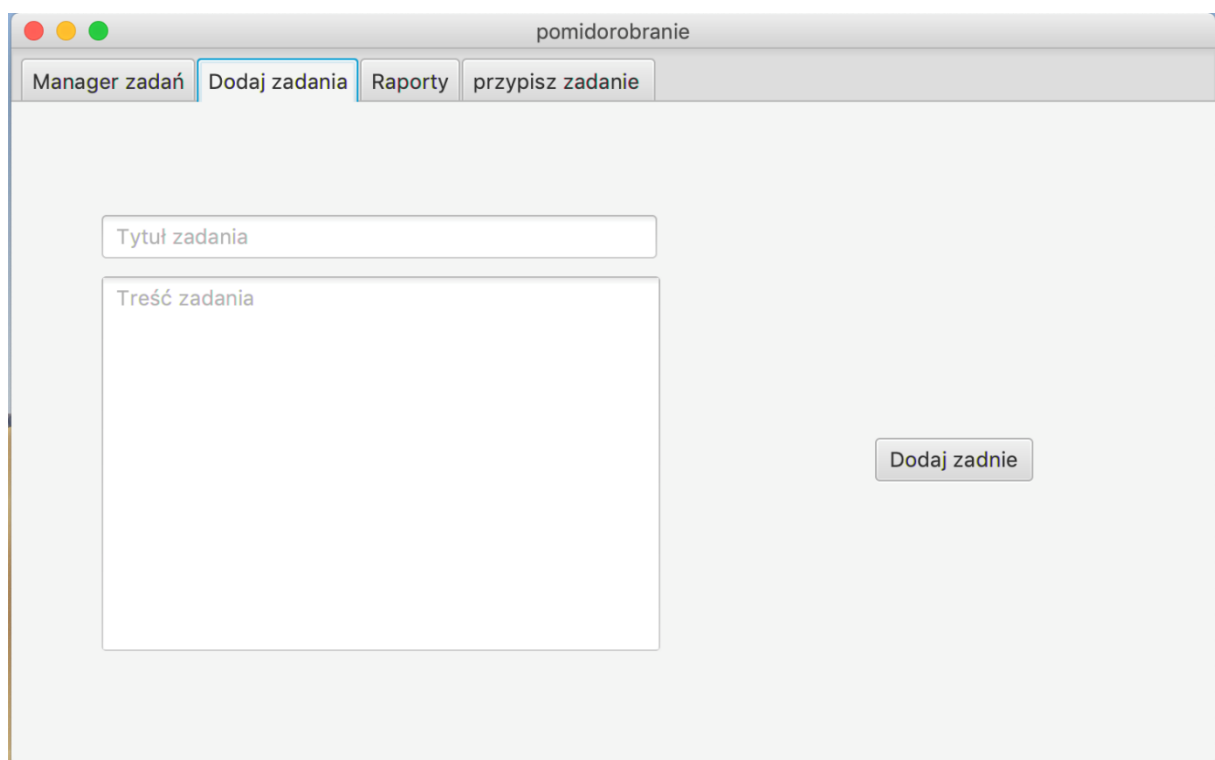 pomidorobranie
Manager zadań Dodaj zadania Raporty przypisz zadanie
Tytuł zadania
Treść zadania
Dodaj zadnie